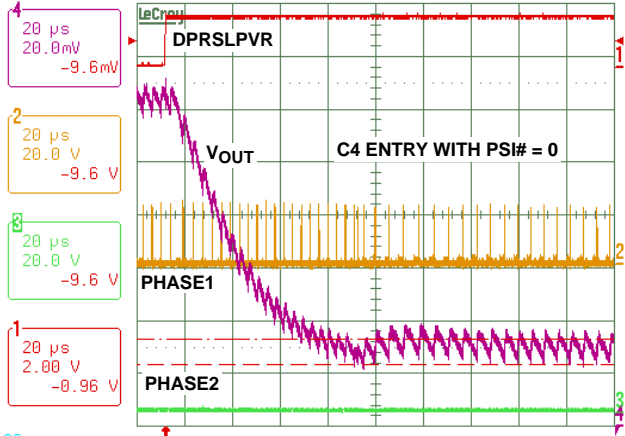 4
20 µs
20.0mV
-9.6mV
2
20 µs
20.0 V
-9.6 V
3
20 µs
20.0 V
-9.6 V
1
20 µs
2.00 V
-0.96 V
LeCroy
DPRSLPVR
VOUT
C4 ENTRY WITH PSI# = 0
PHASE1
PHASE2
1
2
3